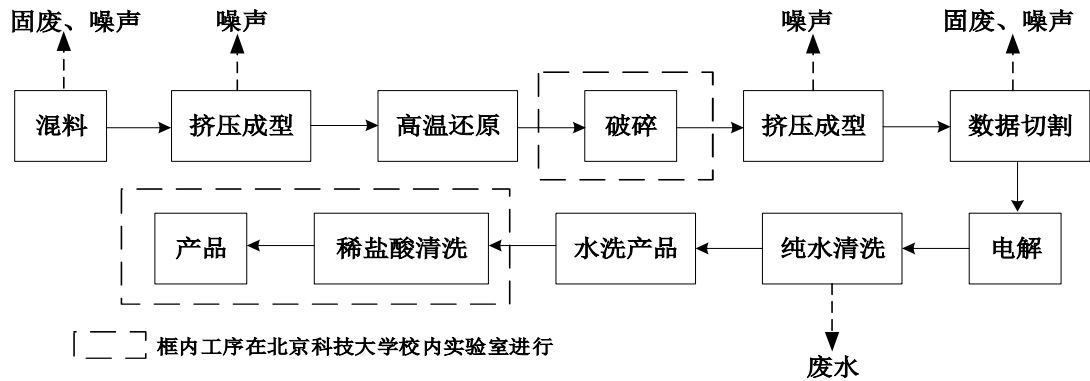 固废、噪声
噪声
噪声
固废、噪声
混料
挤压成型
高温还原
破碎
挤压成型
数据切割
产品
稀盐酸清洗
水洗产品
纯水清洗
电解
框内工序在北京科技大学校内实验室进行
废水